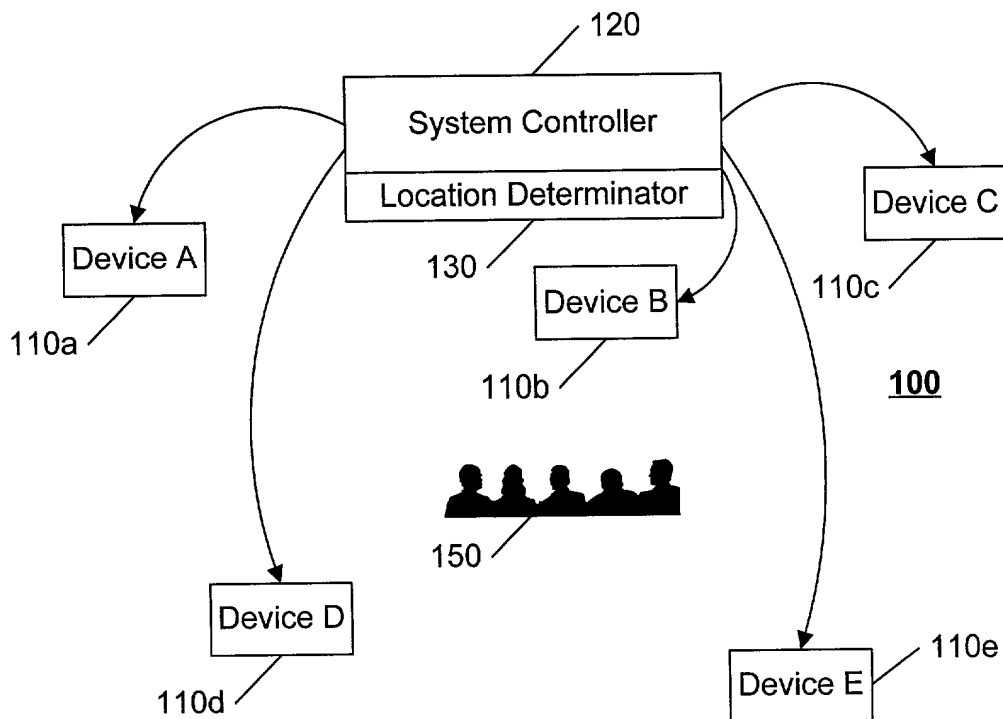 120
System Controller
Location Determinator
Device A
Device C
130
Device B
110c
110a
110b
100
150
Device D
110e
Device E
110d